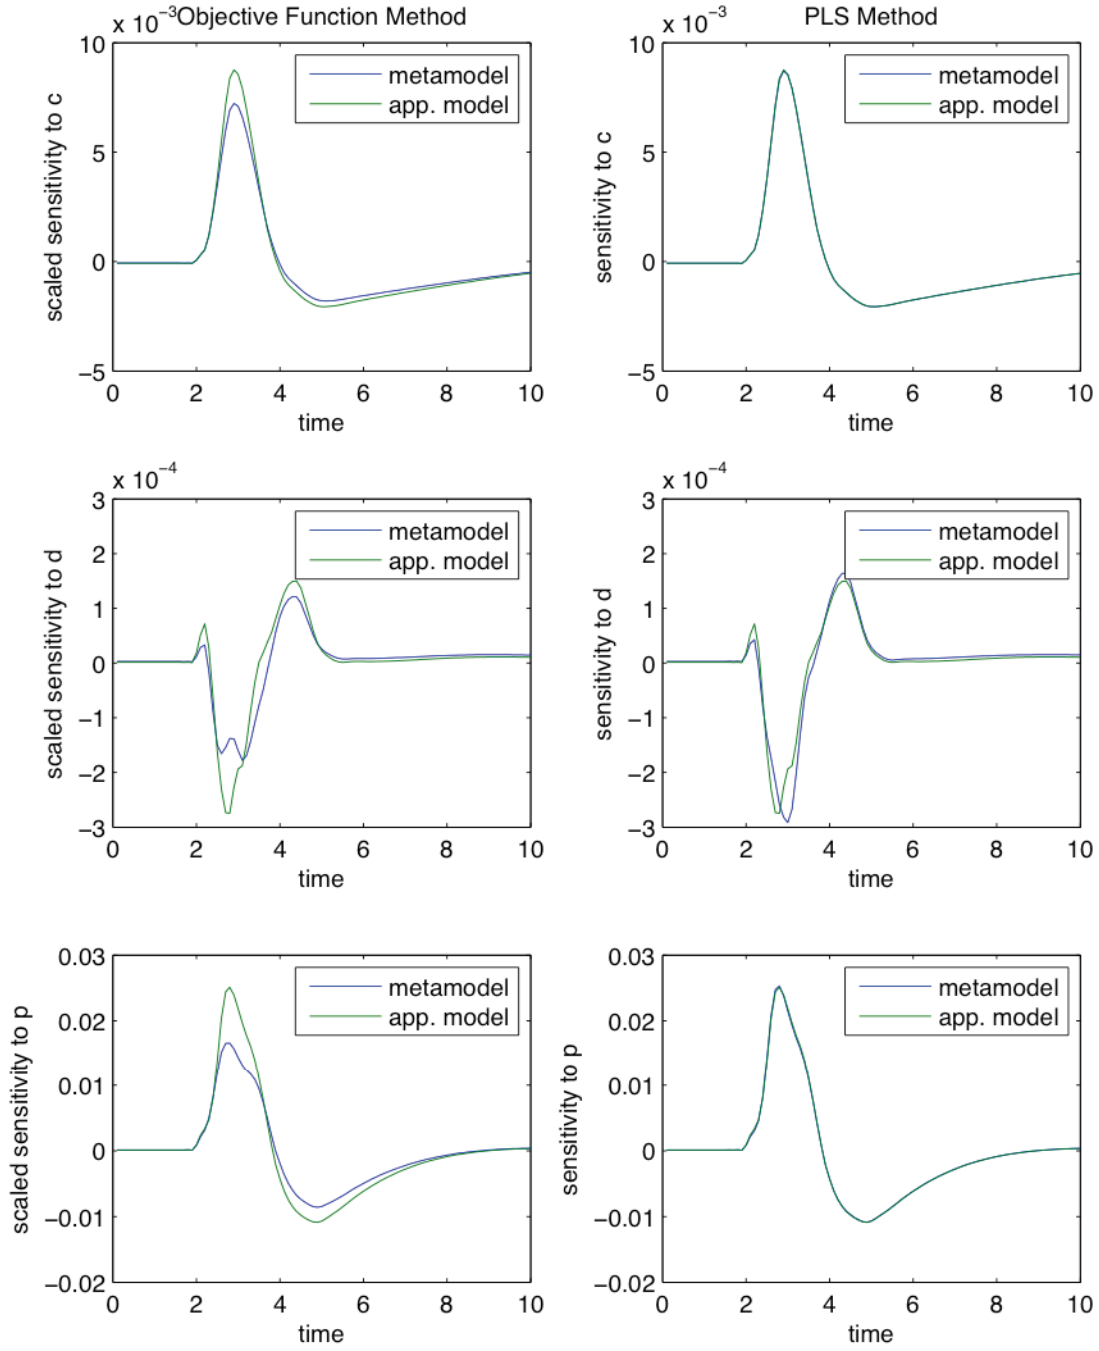 x 10−3 Objective Function Method
10
5
0
−5
0 2 4 6 8 10
time
scaled sensitivity to c
metamodel
app. model
PLS Method
x 10−3
10
5
0
−5
0 2 4 6 8 10
time
sensitivity to c
metamodel
app. model
x 10−4
3
2
1
0
−1
−2
−3
0 2 4 6 8 10
time
scaled sensitivity to d
metamodel
app. model
x 10−4
3
2
1
0
−1
−2
−3
0 2 4 6 8 10
time
sensitivity to d
metamodel
app. model
0.03
0.02
0.01
0
−0.01
−0.02
0 2 4 6 8 10
time
scaled sensitivity to p
metamodel
app. model
0.03
0.02
0.01
0
−0.01
−0.02
0 2 4 6 8 10
time
sensitivity to p
metamodel
app. model